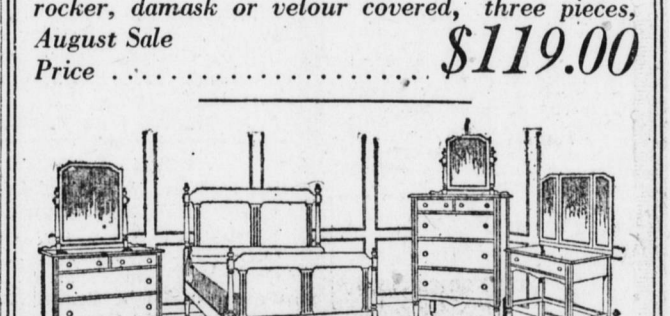 rocker, damask or velour covered, three pieces,
August Sale
Price ........................ $119.00